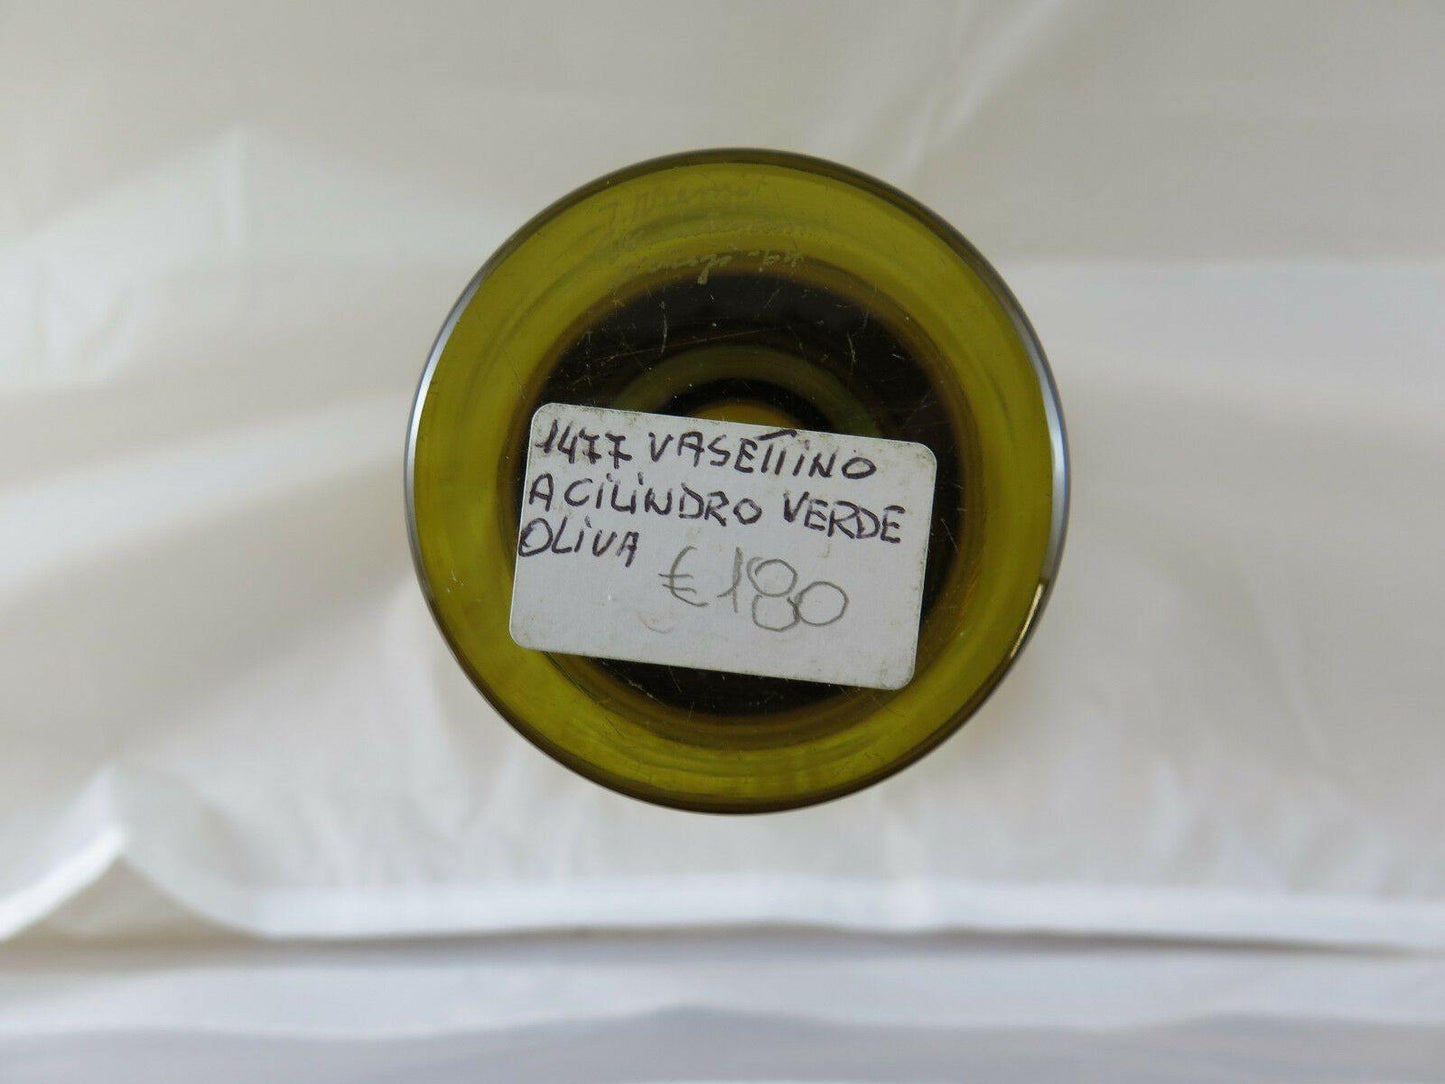 1477 VASETTINO
A CILINDRO VERDE
OLIVA
€180